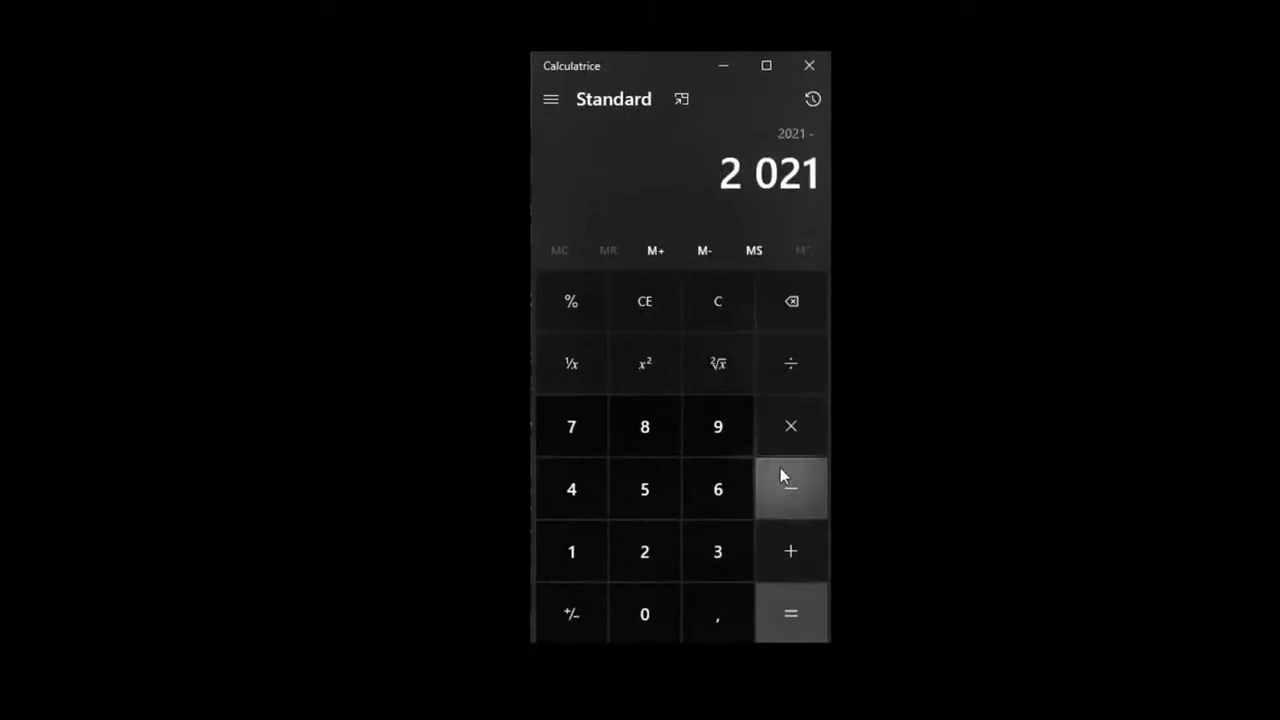 Calculatrice
Standard
2021 -
2 021
MC MR M+ M- MS M˅
% CE C
⅟x x² ²√x ÷
7 8 9 ×
4 5 6 −
1 2 3 +
+/- 0 , =